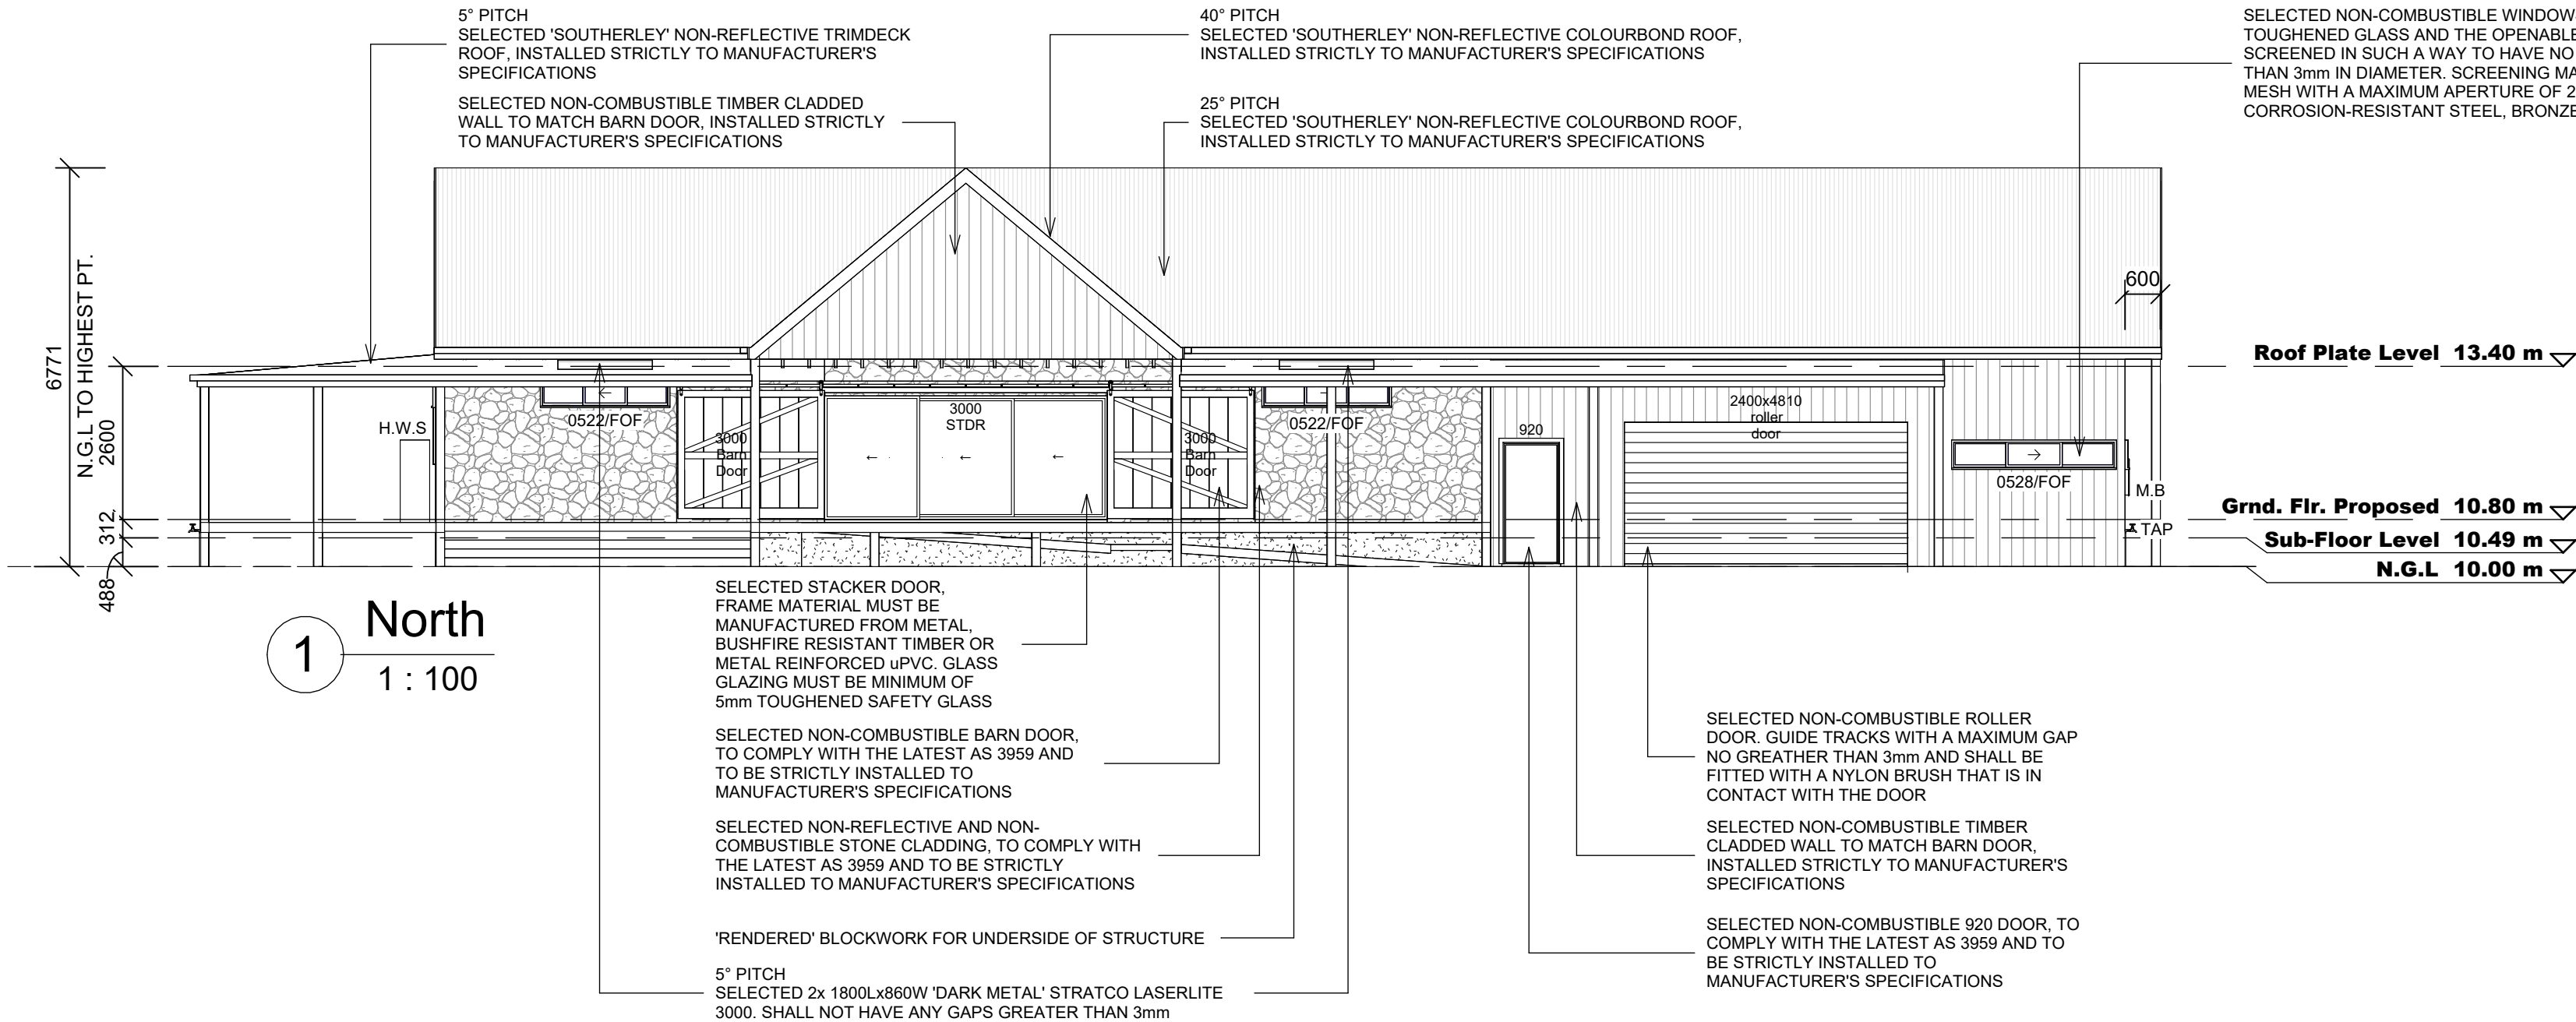 5° PITCH
SELECTED 'SOUTHERLEY' NON-REFLECTIVE TRIMDECK
ROOF, INSTALLED STRICTLY TO MANUFACTURER'S
SPECIFICATIONS
SELECTED NON-COMBUSTIBLE TIMBER CLADDED
WALL TO MATCH BARN DOOR, INSTALLED STRICTLY
TO MANUFACTURER'S SPECIFICATIONS
40° PITCH
SELECTED 'SOUTHERLEY' NON-REFLECTIVE COLOURBOND ROOF,
INSTALLED STRICTLY TO MANUFACTURER'S SPECIFICATIONS
25° PITCH
SELECTED 'SOUTHERLEY' NON-REFLECTIVE COLOURBOND ROOF,
INSTALLED STRICTLY TO MANUFACTURER'S SPECIFICATIONS
SELECTED NON-COMBUSTIBLE WINDOW
TOUGHENED GLASS AND THE OPENABLE
SCREENED IN SUCH A WAY TO HAVE NO
THAN 3mm IN DIAMETER. SCREENING MA
MESH WITH A MAXIMUM APERTURE OF 2
CORROSION-RESISTANT STEEL, BRONZE
6771
N.G.L TO HIGHEST PT.
2600
312
488
600
H.W.S
0522/FOF
3000
Barn
Door
3000
STDR
3000
Barn
Door
0522/FOF
920
2400x4810
roller
door
0528/FOF
M.B
TAP
Roof Plate Level 13.40 m
Grnd. Flr. Proposed 10.80 m
Sub-Floor Level 10.49 m
N.G.L 10.00 m
1
North
1 : 100
SELECTED STACKER DOOR,
FRAME MATERIAL MUST BE
MANUFACTURED FROM METAL,
BUSHFIRE RESISTANT TIMBER OR
METAL REINFORCED uPVC. GLASS
GLAZING MUST BE MINIMUM OF
5mm TOUGHENED SAFETY GLASS
SELECTED NON-COMBUSTIBLE BARN DOOR,
TO COMPLY WITH THE LATEST AS 3959 AND
TO BE STRICTLY INSTALLED TO
MANUFACTURER'S SPECIFICATIONS
SELECTED NON-REFLECTIVE AND NON-
COMBUSTIBLE STONE CLADDING, TO COMPLY WITH
THE LATEST AS 3959 AND TO BE STRICTLY
INSTALLED TO MANUFACTURER'S SPECIFICATIONS
'RENDERED' BLOCKWORK FOR UNDERSIDE OF STRUCTURE
5° PITCH
SELECTED 2x 1800Lx860W 'DARK METAL' STRATCO LASERLITE
3000. SHALL NOT HAVE ANY GAPS GREATER THAN 3mm
SELECTED NON-COMBUSTIBLE ROLLER
DOOR. GUIDE TRACKS WITH A MAXIMUM GAP
NO GREATHER THAN 3mm AND SHALL BE
FITTED WITH A NYLON BRUSH THAT IS IN
CONTACT WITH THE DOOR
SELECTED NON-COMBUSTIBLE TIMBER
CLADDED WALL TO MATCH BARN DOOR,
INSTALLED STRICTLY TO MANUFACTURER'S
SPECIFICATIONS
SELECTED NON-COMBUSTIBLE 920 DOOR, TO
COMPLY WITH THE LATEST AS 3959 AND TO
BE STRICTLY INSTALLED TO
MANUFACTURER'S SPECIFICATIONS